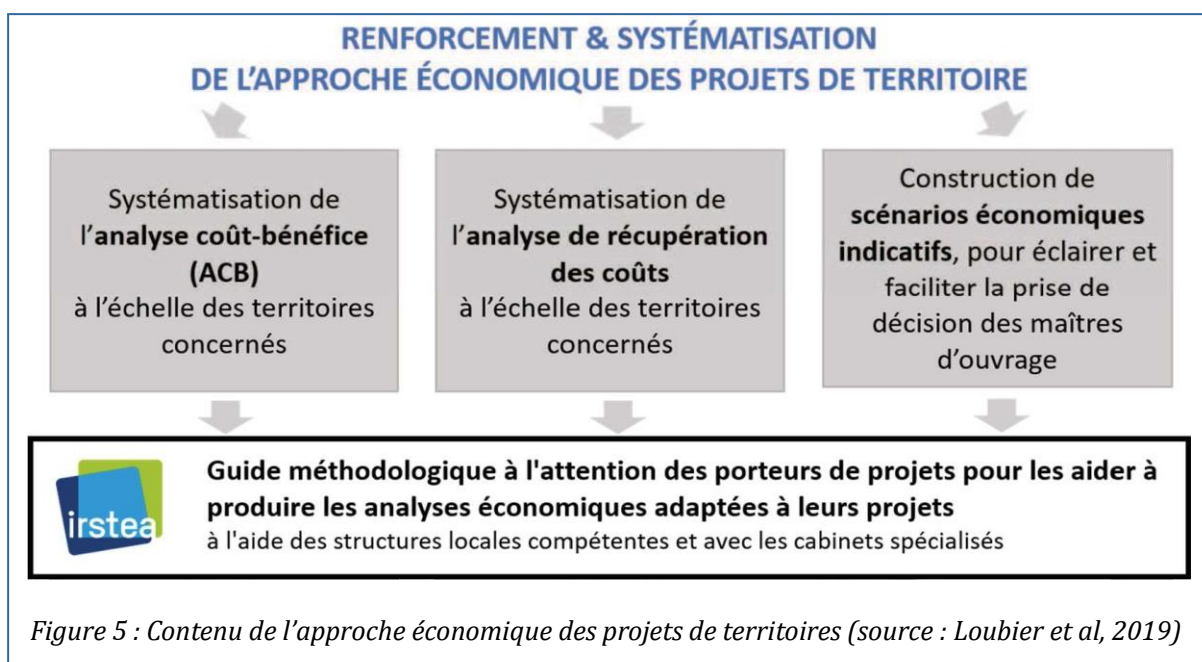 RENFORCEMENT & SYSTÉMATISATION
DE L’APPROCHE ÉCONOMIQUE DES PROJETS DE TERRITOIRE
Systématisation de
l’analyse coût-bénéfice
(ACB)
à l’échelle des territoires
concernés
Systématisation de
l’analyse de récupération
des coûts
à l’échelle des territoires
concernés
Construction de
scénarios économiques
indicatifs, pour éclairer et
faciliter la prise de
décision des maîtres
d’ouvrage
irstea
Guide méthodologique à l'attention des porteurs de projets pour les aider à
produire les analyses économiques adaptées à leurs projets
à l'aide des structures locales compétentes et avec les cabinets spécialisés
Figure 5 : Contenu de l’approche économique des projets de territoires (source : Loubier et al, 2019)